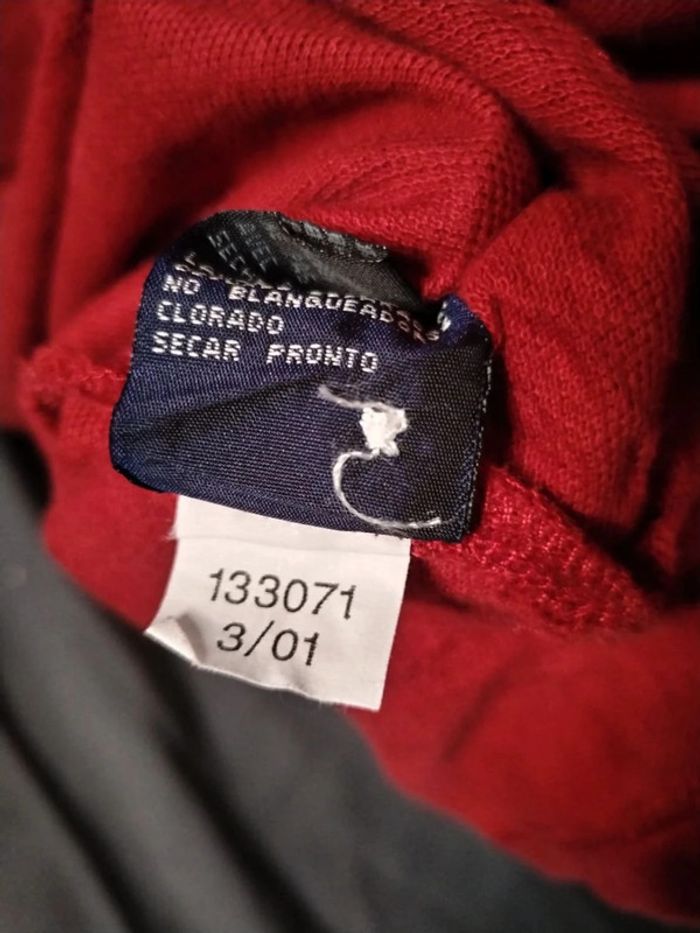 NO BLANQUEADORES
CLORADO
SECAR PRONTO
133071
3/01